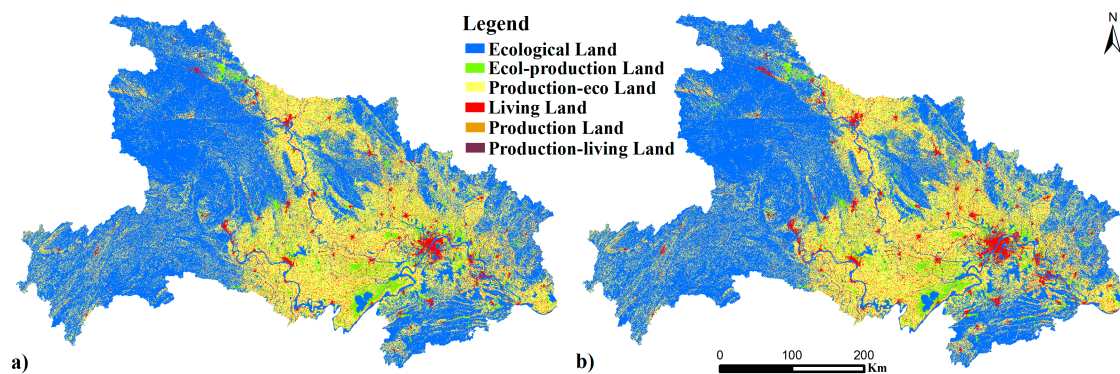 Legend
Ecological Land
Ecol-production Land
Production-eco Land
Living Land
Production Land
Production-living Land
N
a)
b)
0 100 200
Km